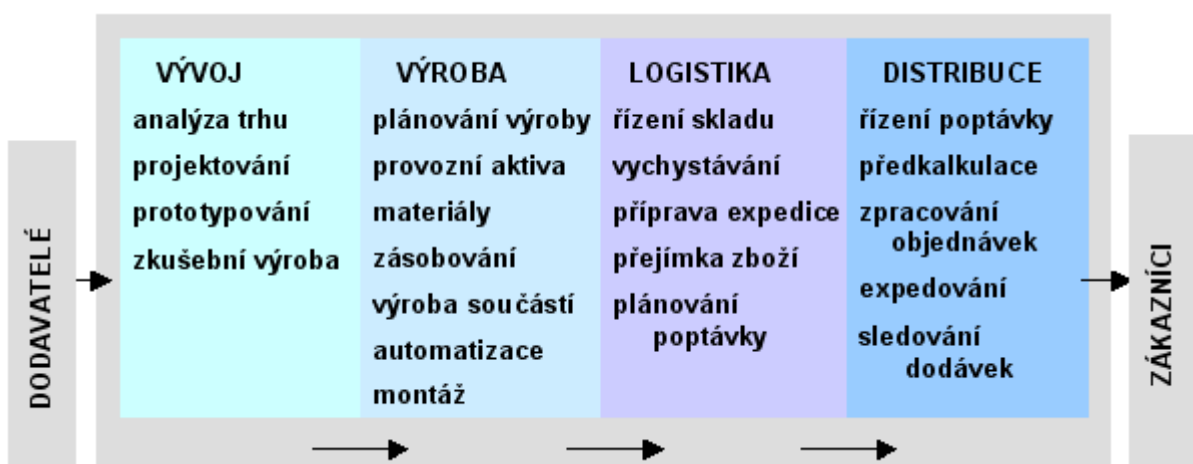 DODAVATELÉ
VÝVOJ
analýza trhu
projektování
prototypování
zkušební výroba
VÝROBA
plánování výroby
provozní aktiva
materiály
zásobování
výroba součástí
automatizace
montáž
LOGISTIKA
řízení skladu
vychystávání
příprava expedice
přejímka zboží
plánování
poptávky
DISTRIBUCE
řízení poptávky
předkalkulace
zpracování
objednávek
expedování
sledování
dodávek
ZÁKAZNÍCI